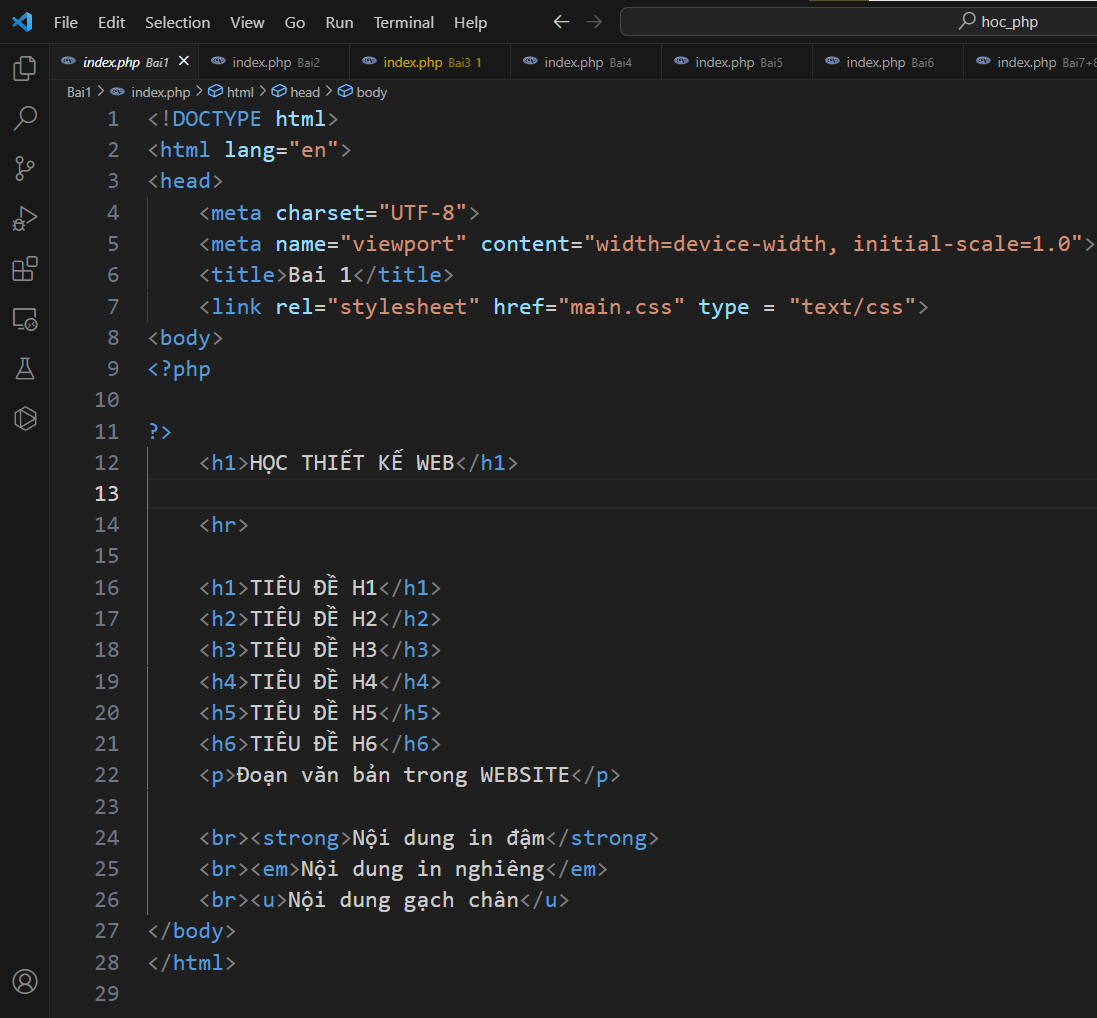 File Edit Selection View Go Run Terminal Help hoc_php
index.php Bai1 index.php Bai2 index.php Bai3 1 index.php Bai4 index.php Bai5 index.php Bai6 index.php Bai7+8
Bai1 > index.php > html > head > body
1 <!DOCTYPE html>
2 <html lang="en">
3 <head>
4 <meta charset="UTF-8">
5 <meta name="viewport" content="width=device-width, initial-scale=1.0">
6 <title>Bai 1</title>
7 <link rel="stylesheet" href="main.css" type = "text/css">
8 <body>
9 <?php
10
11 ?>
12 <h1>HỌC THIẾT KẾ WEB</h1>
13
14 <hr>
15
16 <h1>TIÊU ĐỀ H1</h1>
17 <h2>TIÊU ĐỀ H2</h2>
18 <h3>TIÊU ĐỀ H3</h3>
19 <h4>TIÊU ĐỀ H4</h4>
20 <h5>TIÊU ĐỀ H5</h5>
21 <h6>TIÊU ĐỀ H6</h6>
22 <p>Đoạn văn bản trong WEBSITE</p>
23
24 <br><strong>Nội dung in đậm</strong>
25 <br><em>Nội dung in nghiêng</em>
26 <br><u>Nội dung gạch chân</u>
27 </body>
28 </html>
29